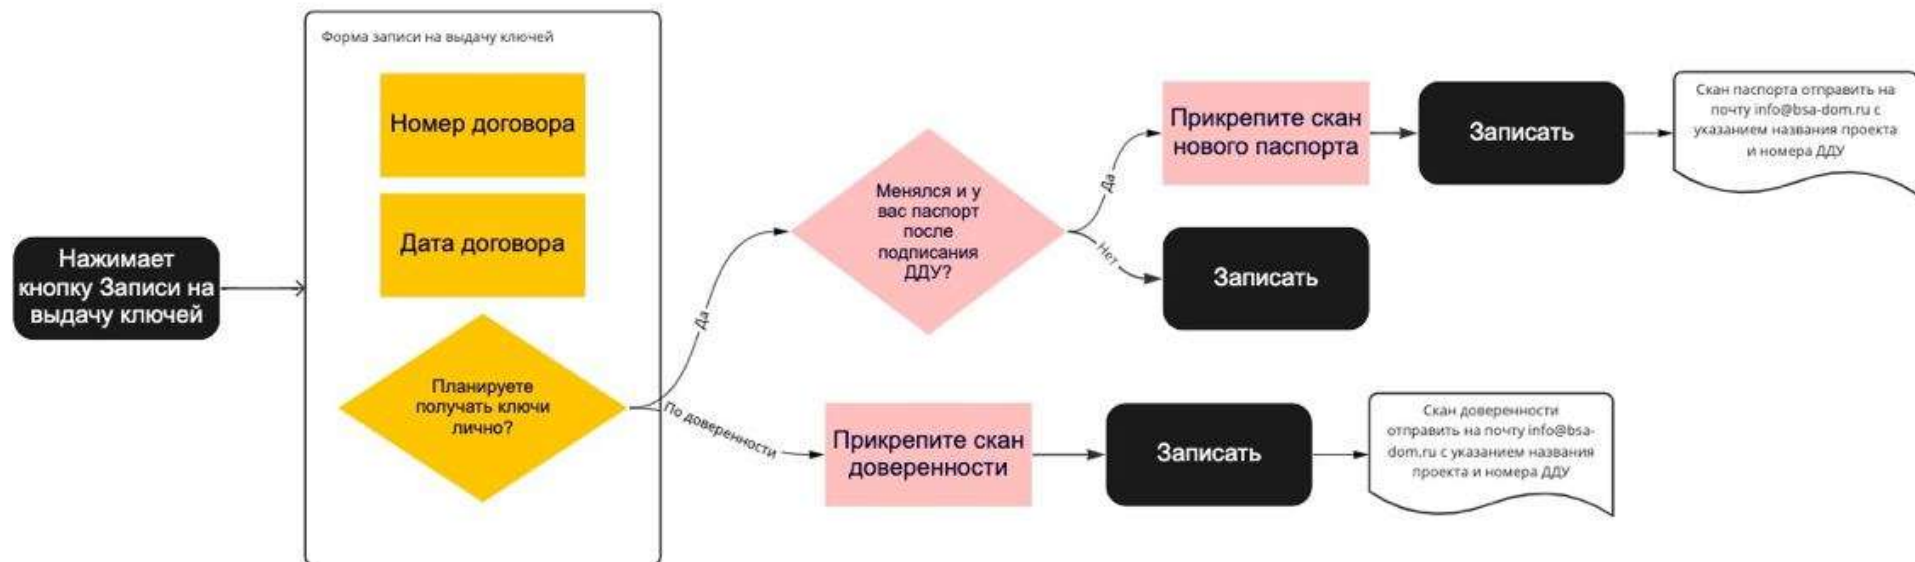 Форма записи на выдачу ключей
Номер договора
Дата договора
Нажимает
кнопку Записи на
выдачу ключей
Планируете
получать ключи
лично?
Да
По доверенности
Менялся и у
вас паспорт
после
подписания
ДДУ?
Да
Нет
Прикрепите скан
нового паспорта
Записать
Скан паспорта отправить на
почту info@bsa-dom.ru с
указанием названия проекта
и номера ДДУ
Записать
Прикрепите скан
доверенности
Записать
Скан доверенности
отправить на почту info@bsa-
dom.ru с указанием названия
проекта и номера ДДУ